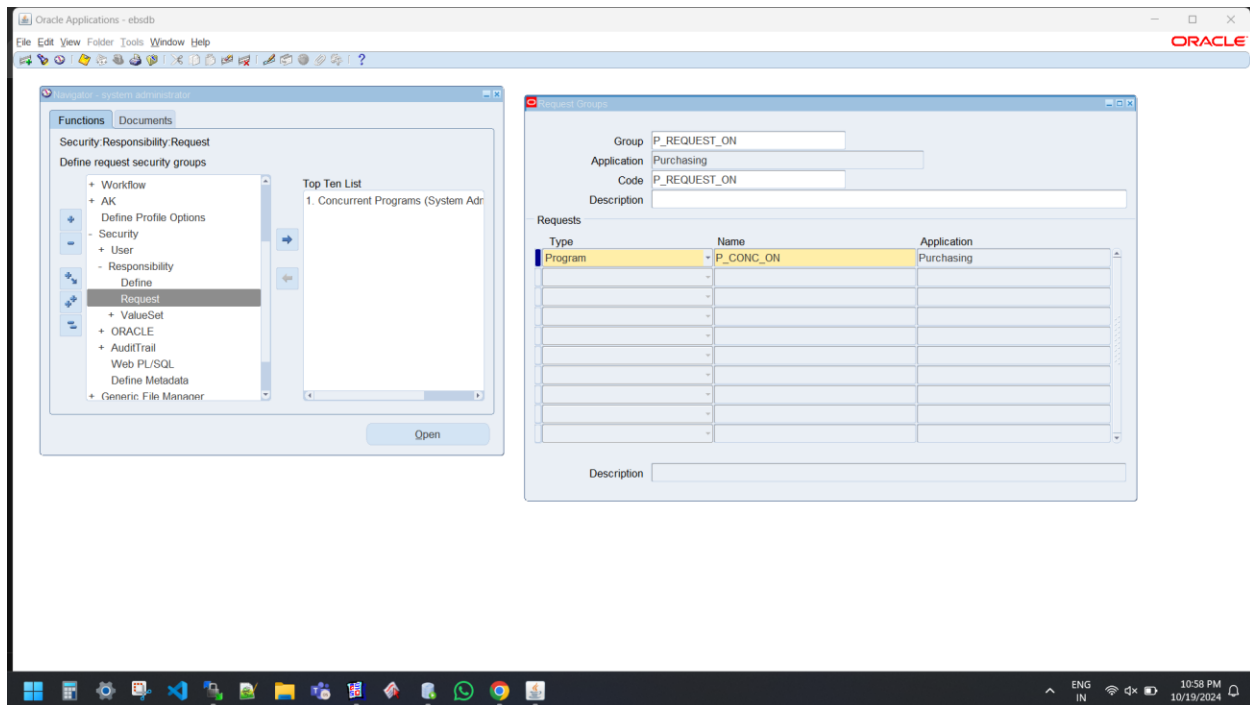 Oracle Applications - ebsdb
File Edit View Folder Tools Window Help
ORACLE
Navigator - system administrator
Functions Documents
Security:Responsibility:Request
Define request security groups
+ Workflow
+ AK
Define Profile Options
- Security
+ User
- Responsibility
Define
Request
+ ValueSet
+ ORACLE
+ AuditTrail
Web PL/SQL
Define Metadata
+ Generic File Manager
Top Ten List
1. Concurrent Programs (System Adr
Open
Request Groups
Group P_REQUEST_ON
Application Purchasing
Code P_REQUEST_ON
Description
Requests
Type Name Application
Program P_CONC_ON Purchasing
Description
ENG
IN
10:58 PM
10/19/2024